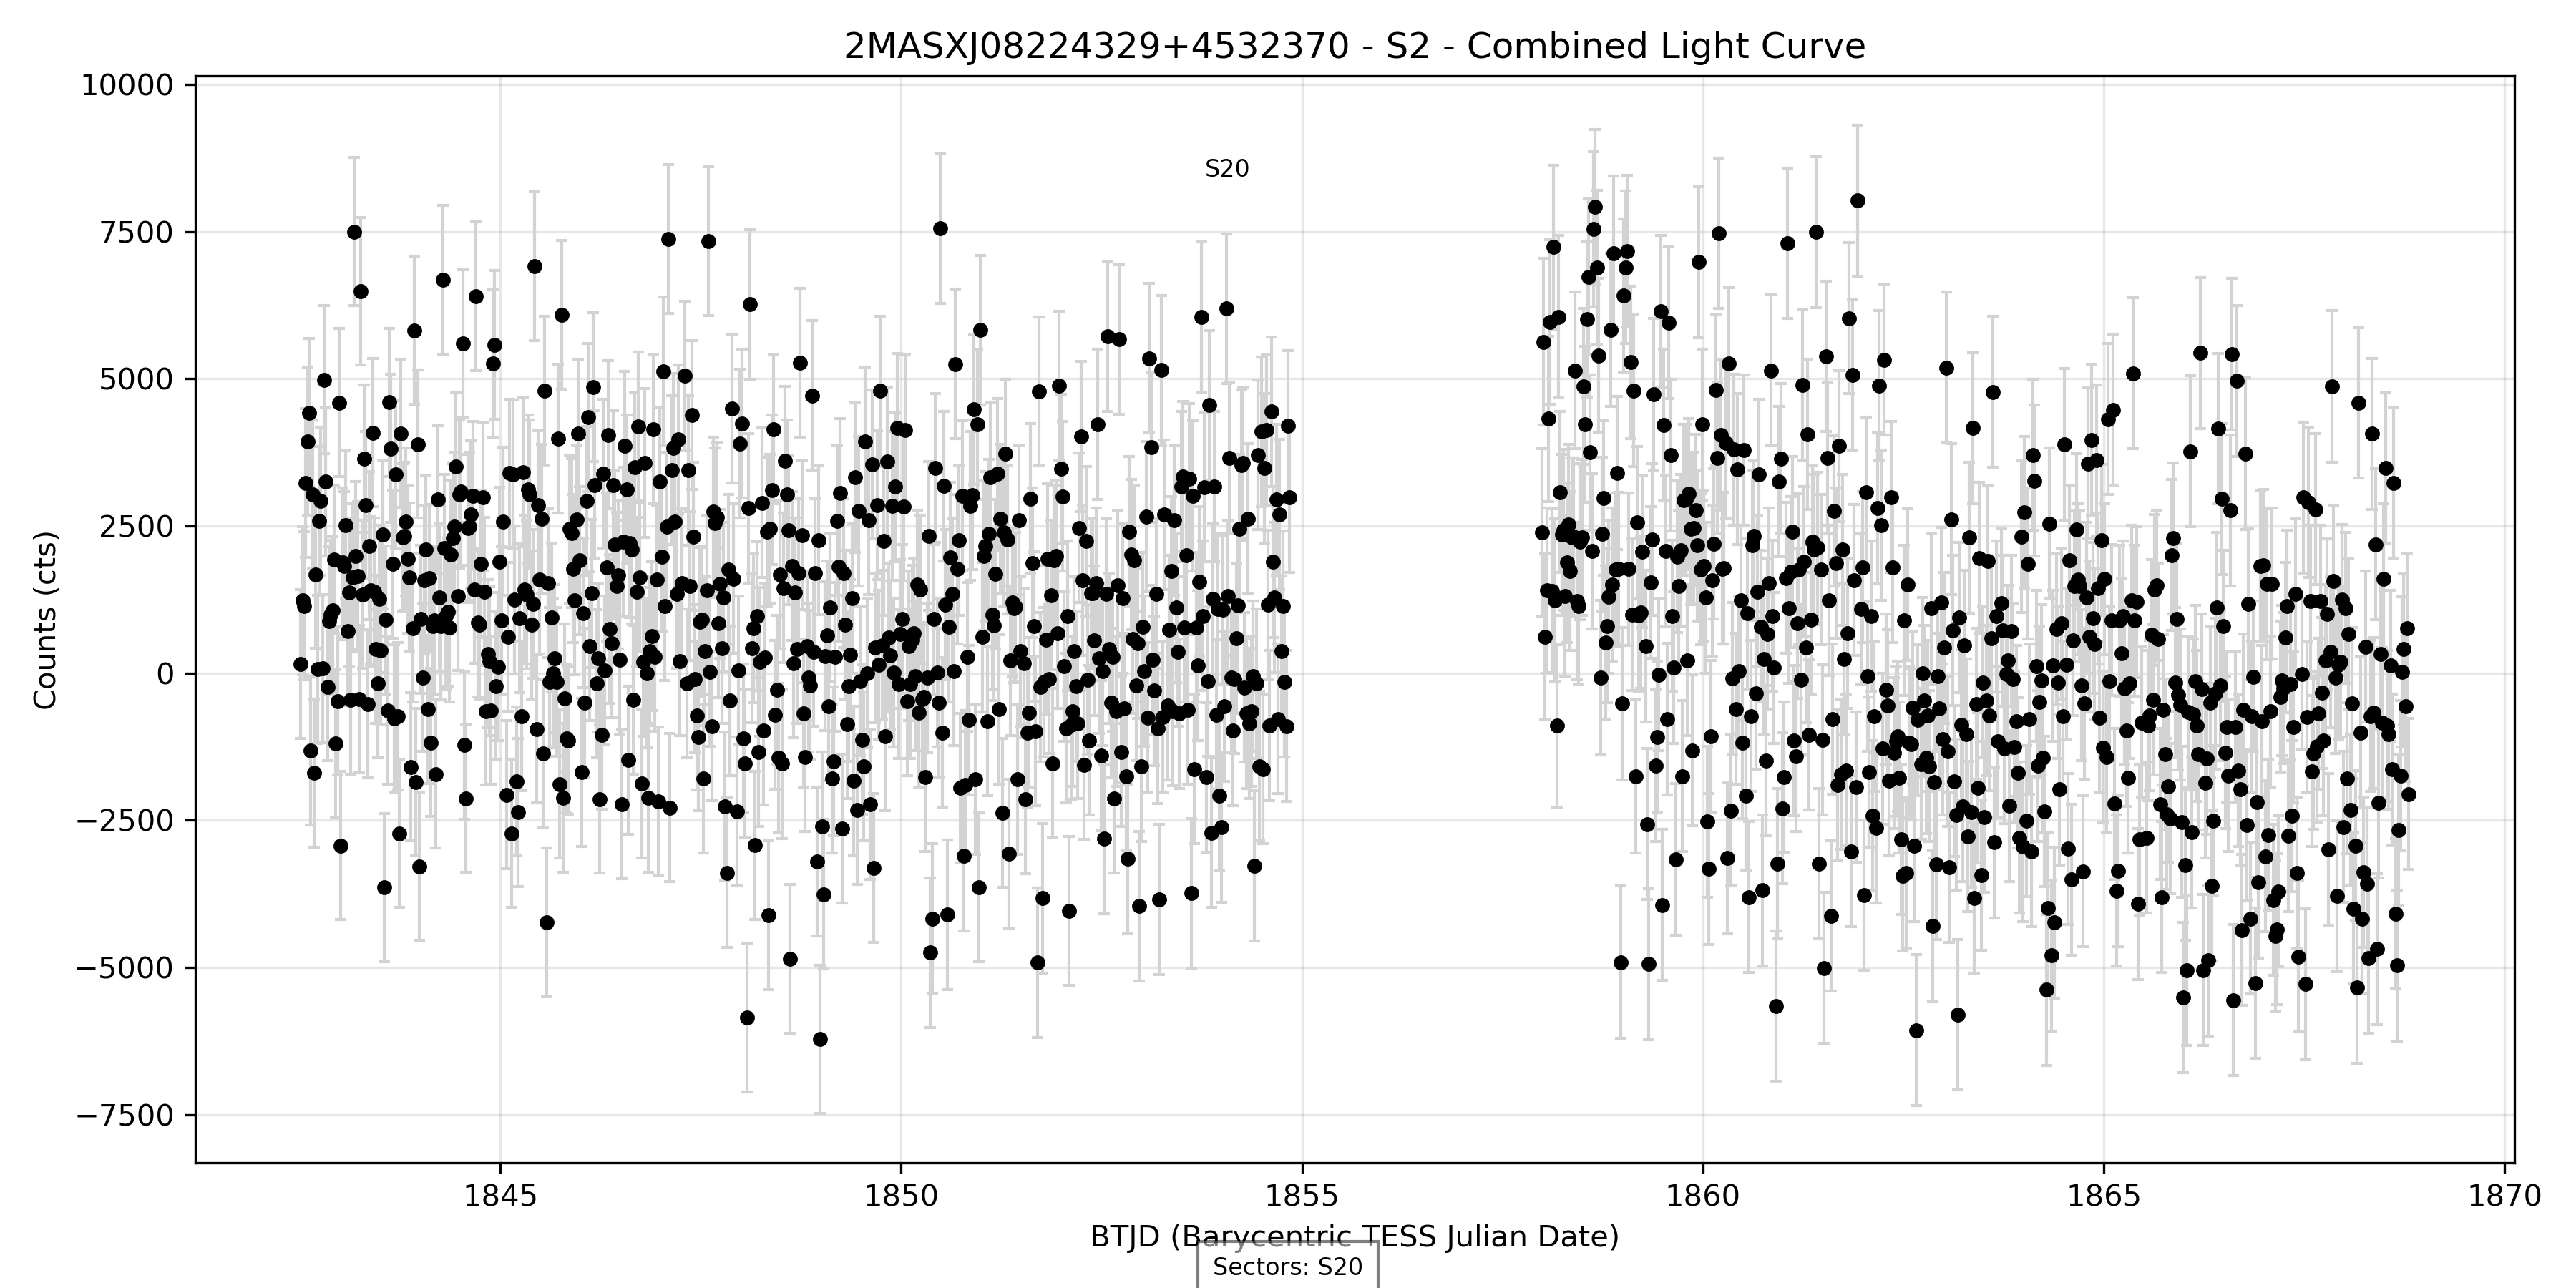 2MASXJ08224329+4532370 - S2 - Combined Light Curve
Counts (cts)
10000
7500
5000
2500
0
−2500
−5000
−7500
S20
1845 1850 1855 1860 1865 1870
BTJD (Barycentric TESS Julian Date)
Sectors: S20